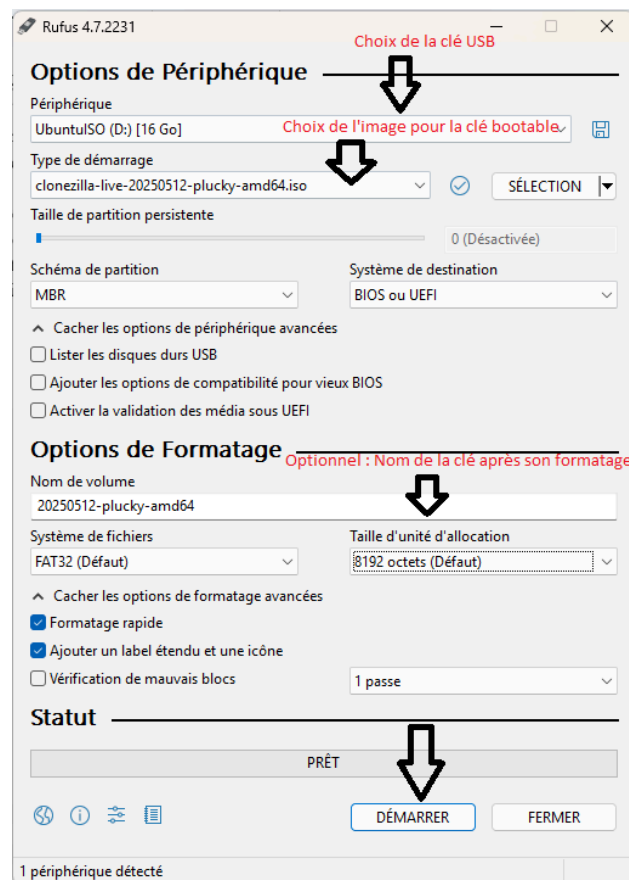 Rufus 4.7.2231
Choix de la clé USB
Options de Périphérique
Périphérique
UbuntuISO (D:) [16 Go]
Choix de l'image pour la clé bootable
Type de démarrage
clonezilla-live-20250512-plucky-amd64.iso
SÉLECTION
Taille de partition persistente
0 (Désactivée)
Schéma de partition
Système de destination
MBR
BIOS ou UEFI
Cacher les options de périphérique avancées
Lister les disques durs USB
Ajouter les options de compatibilité pour vieux BIOS
Activer la validation des média sous UEFI
Options de Formatage
Optionnel : Nom de la clé après son formatage
Nom de volume
20250512-plucky-amd64
Système de fichiers
Taille d'unité d'allocation
FAT32 (Défaut)
8192 octets (Défaut)
Cacher les options de formatage avancées
Formatage rapide
Ajouter un label étendu et une icône
Vérification de mauvais blocs
1 passe
Statut
PRÊT
DÉMARRER
FERMER
1 périphérique détecté